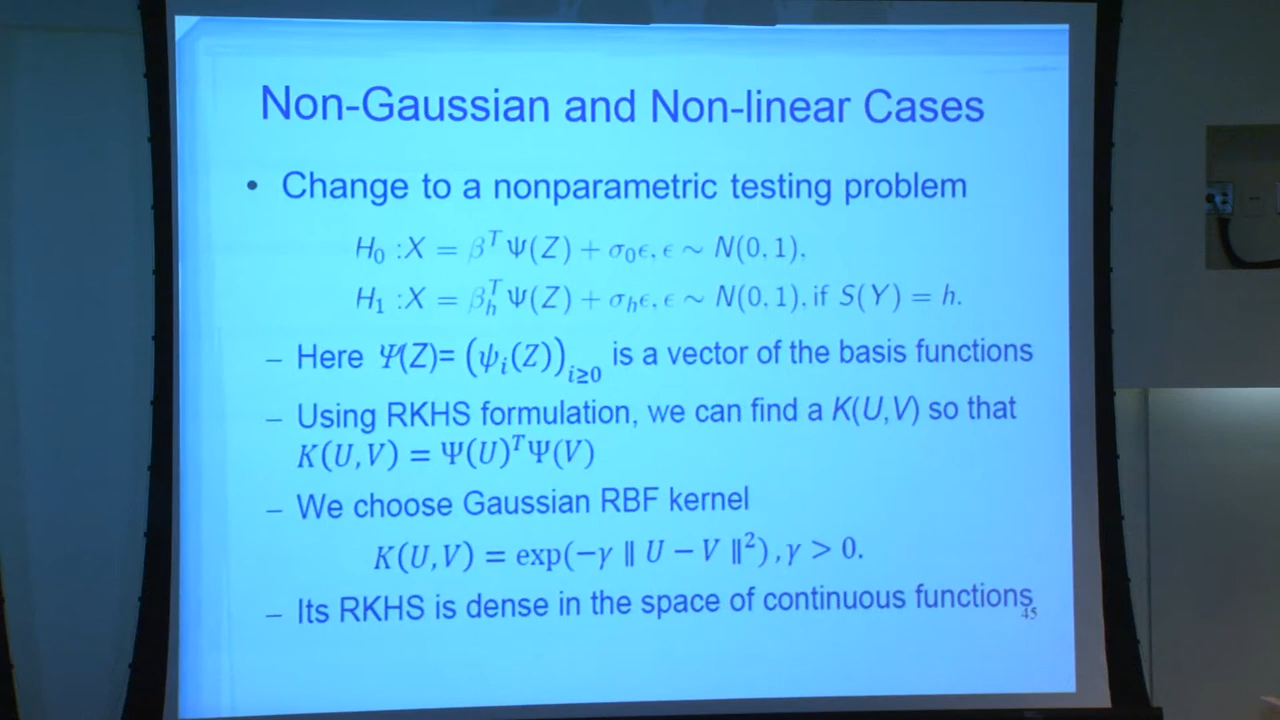 Non-Gaussian and Non-linear Cases
• Change to a nonparametric testing problem
H₀ :X = βᵀΨ(Z) + σ₀ϵ, ϵ ~ N(0, 1),
H₁ :X = βₕᵀΨ(Z) + σₕϵ, ϵ ~ N(0, 1), if S(Y) = h.
– Here Ψ(Z)= (ψᵢ(Z))ᵢ≥₀ is a vector of the basis functions
– Using RKHS formulation, we can find a K(U,V) so that
K(U,V) = Ψ(U)ᵀΨ(V)
– We choose Gaussian RBF kernel
K(U,V) = exp(−γ ∥ U − V ∥²), γ > 0.
– Its RKHS is dense in the space of continuous functions
45